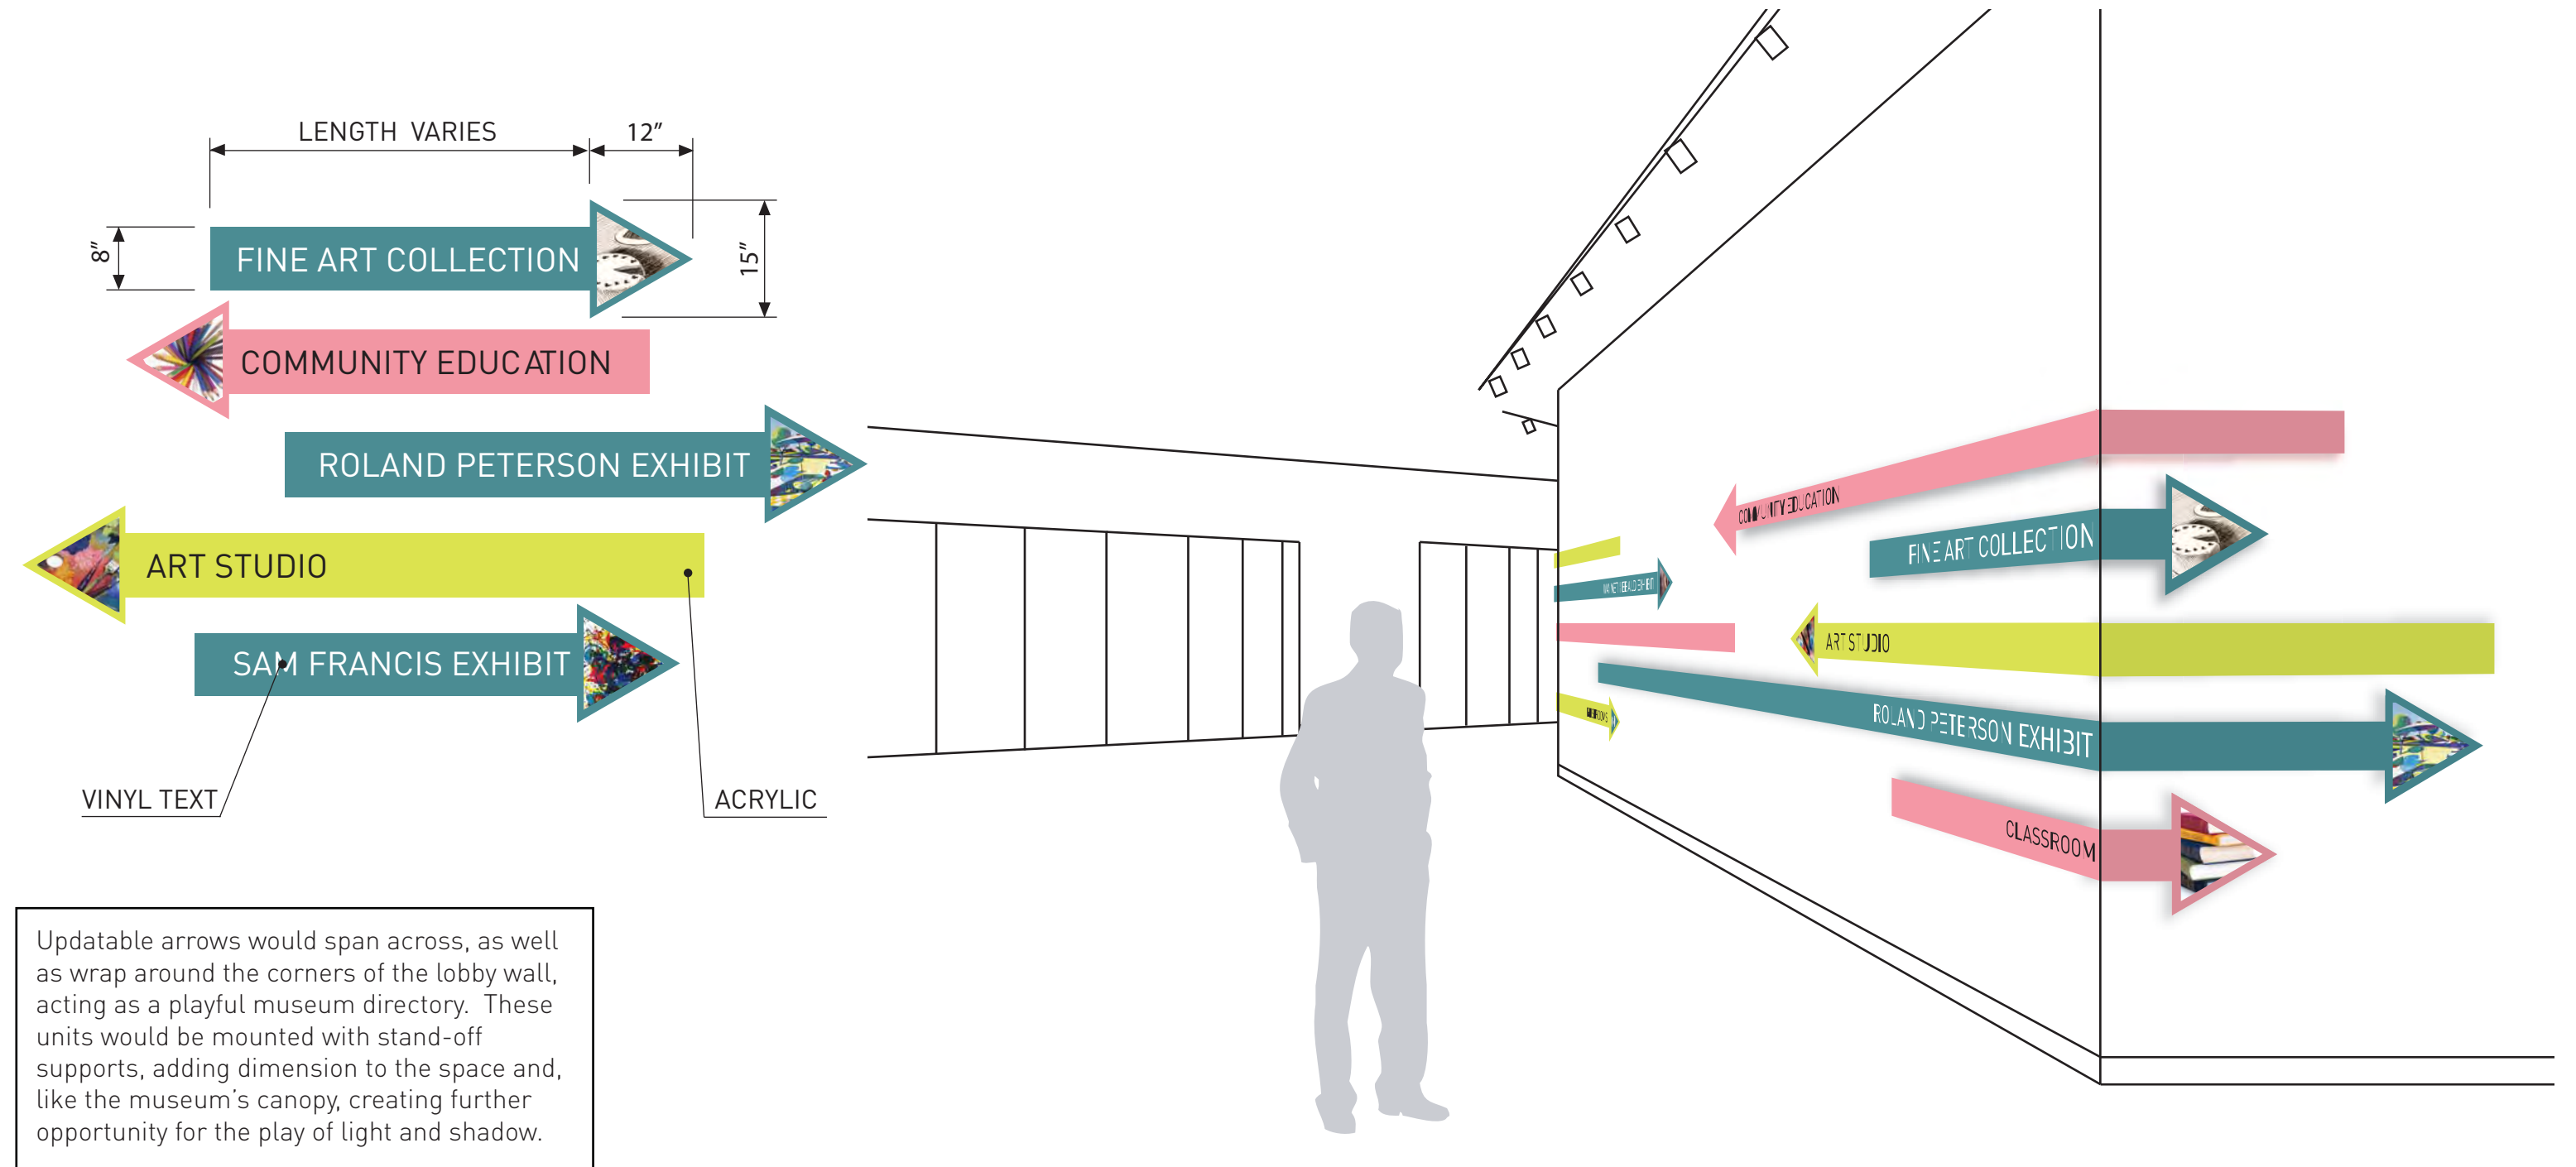 LENGTH VARIES
12"
8"
15"
FINE ART COLLECTION
COMMUNITY EDUCATION
ROLAND PETERSON EXHIBIT
ART STUDIO
SAM FRANCIS EXHIBIT
VINYL TEXT
ACRYLIC
Updatable arrows would span across, as well
as wrap around the corners of the lobby wall,
acting as a playful museum directory. These
units would be mounted with stand-off
supports, adding dimension to the space and,
like the museum's canopy, creating further
opportunity for the play of light and shadow.
COMMUNITY EDUCATION
FINE ART COLLECTION
ART STUDIO
ROLAND PETERSON EXHIBIT
CLASSROOM